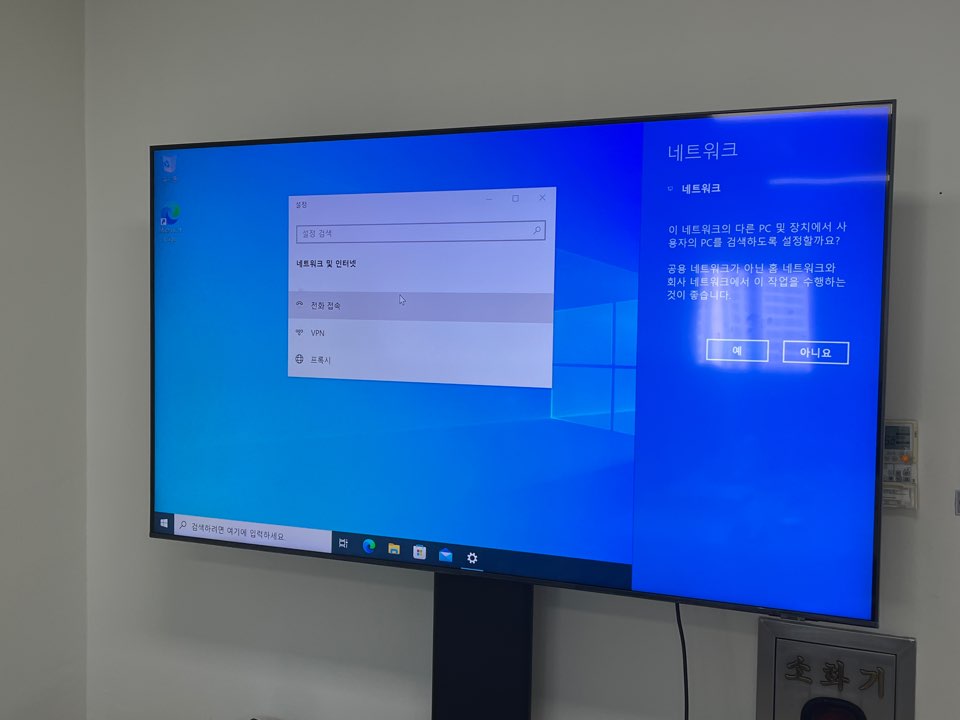 설정
설정 검색
네트워크 및 인터넷
전화 접속
VPN
프록시
검색하려면 여기에 입력하세요.
네트워크
네트워크
이 네트워크의 다른 PC 및 장치에서 사
용자의 PC를 검색하도록 설정할까요?
공용 네트워크가 아닌 홈 네트워크와
회사 네트워크에서 이 작업을 수행하는
것이 좋습니다.
예
아니요
소화기